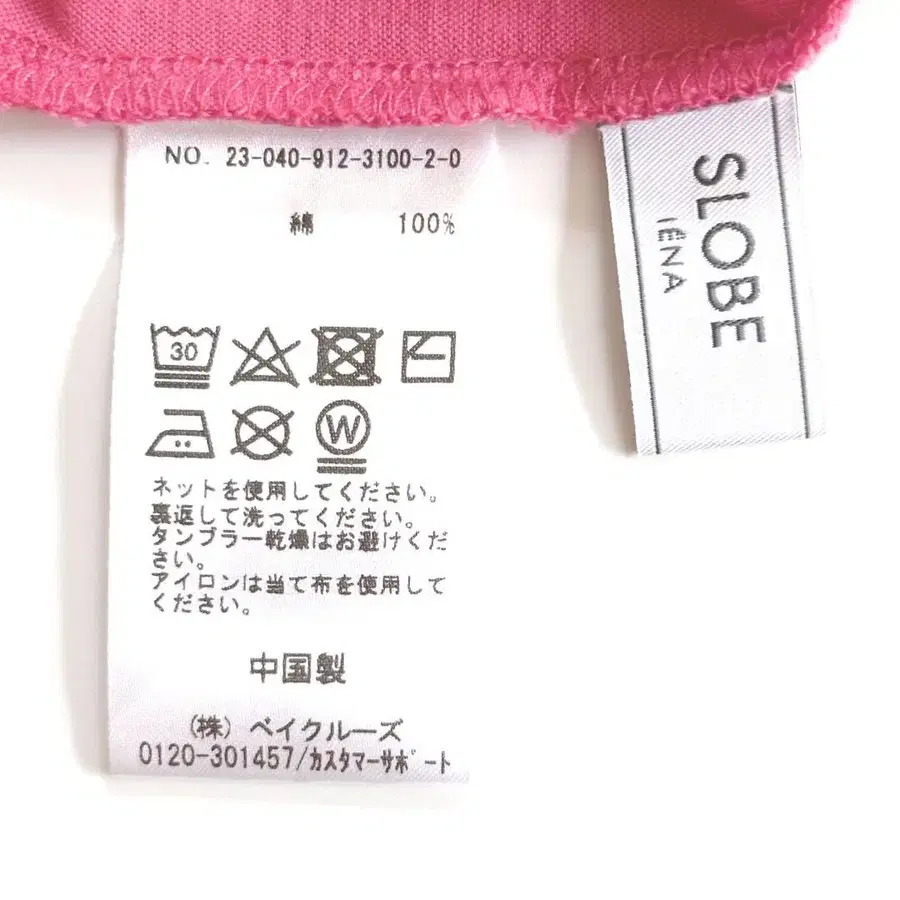 NO. 23-040-912-3100-2-0
綿 100%
30
W
ネットを使用してください。
裏返して洗ってください。
タンブラー乾燥はお避けくだ
さい。
アイロンは当て布を使用して
ください。
中国製
(株) ベイクルーズ
0120-301457/カスタマーサポート
SLOBE
IÉNA